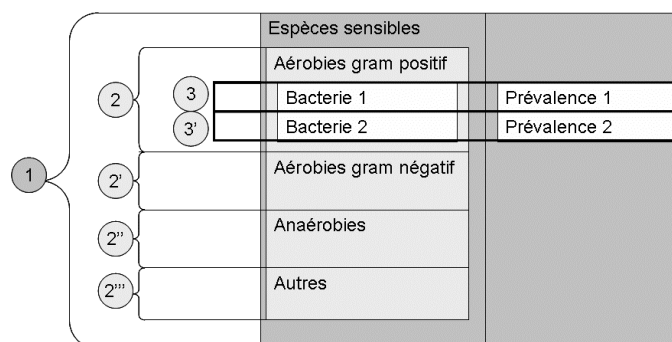 Espèces sensibles
Aérobies gram positif
2
3
Bacterie 1
Prévalence 1
3'
Bacterie 2
Prévalence 2
1
2'
Aérobies gram négatif
2''
Anaérobies
2'''
Autres